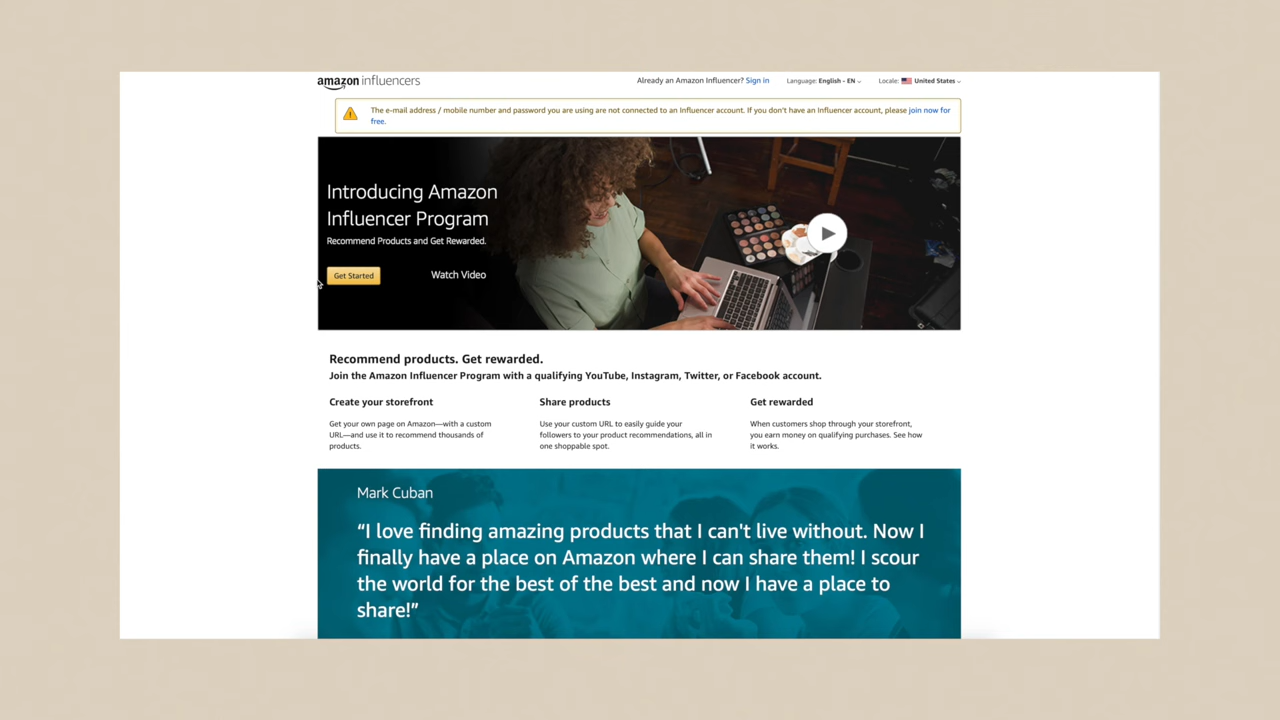 amazon influencers
Already an Amazon Influencer? Sign in
Language: English - EN
Locale: United States
The e-mail address / mobile number and password you are using are not connected to an Influencer account. If you don't have an Influencer account, please join now for
free.
Introducing Amazon
Influencer Program
Recommend Products and Get Rewarded.
Get Started
Watch Video
Recommend products. Get rewarded.
Join the Amazon Influencer Program with a qualifying YouTube, Instagram, Twitter, or Facebook account.
Create your storefront
Get your own page on Amazon—with a custom
URL—and use it to recommend thousands of
products.
Share products
Use your custom URL to easily guide your
followers to your product recommendations, all in
one shoppable spot.
Get rewarded
When customers shop through your storefront,
you earn money on qualifying purchases. See how
it works.
Mark Cuban
“I love finding amazing products that I can't live without. Now I
finally have a place on Amazon where I can share them! I scour
the world for the best of the best and now I have a place to
share!”